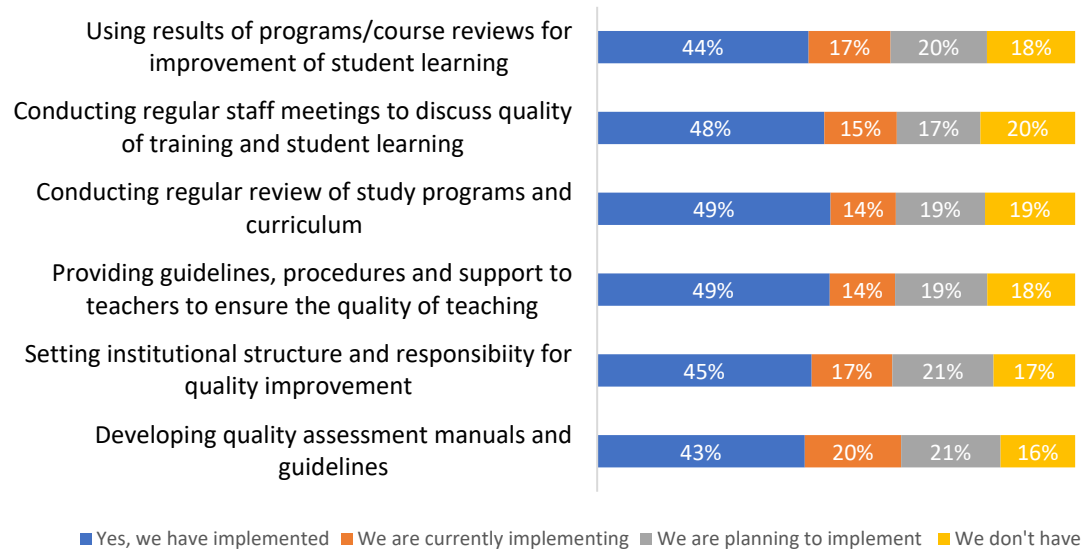 Using results of programs/course reviews for
improvement of student learning
44% 17% 20% 18%
Conducting regular staff meetings to discuss quality
of training and student learning
48% 15% 17% 20%
Conducting regular review of study programs and
curriculum
49% 14% 19% 19%
Providing guidelines, procedures and support to
teachers to ensure the quality of teaching
49% 14% 19% 18%
Setting institutional structure and responsibiity for
quality improvement
45% 17% 21% 17%
Developing quality assessment manuals and
guidelines
43% 20% 21% 16%
Yes, we have implemented We are currently implementing We are planning to implement We don't have